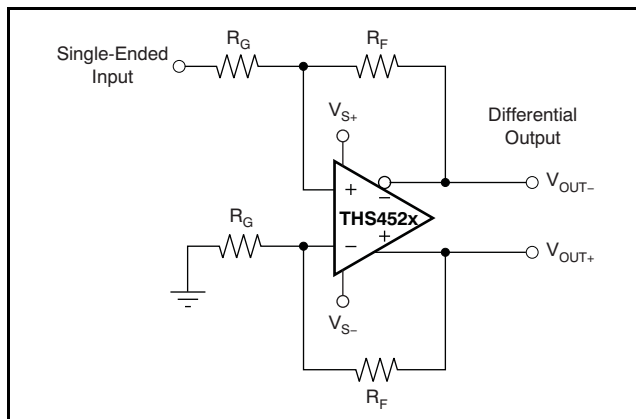 R_G
R_F
Single-Ended
Input
V_S+
Differential
Output
+
−
V_OUT−
THS452x
R_G
−
+
V_OUT+
V_S−
R_F